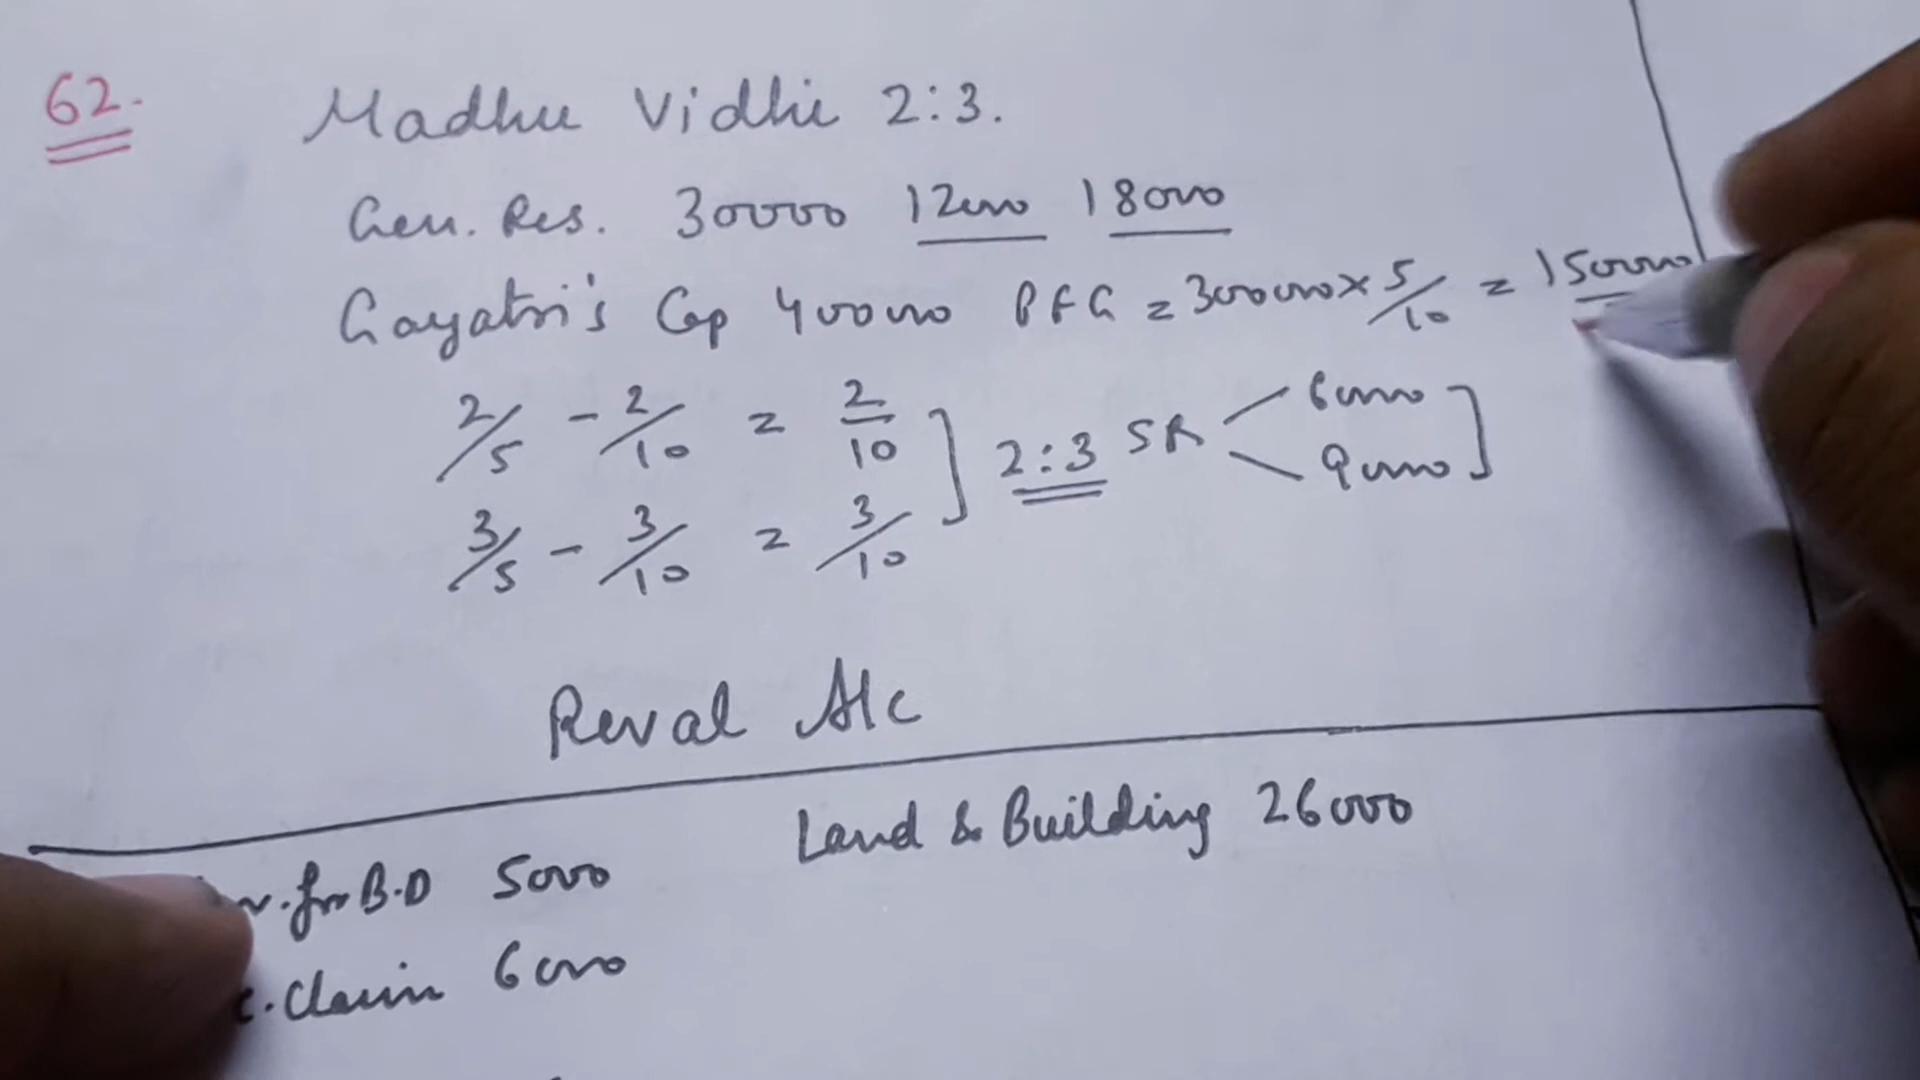 62.
Madhu Vidhi 2:3.
Gen. Res. 30000 12000 18000
Gayatri's Cap 400000 PFG = 300000 x 5/10 = 150000
2/5 - 2/10 = 2/10
2:3 SR 60000
90000
3/5 - 3/10 = 3/10
Reval A/c
Land & Building 26000
for B.D 5000
Claim 6000